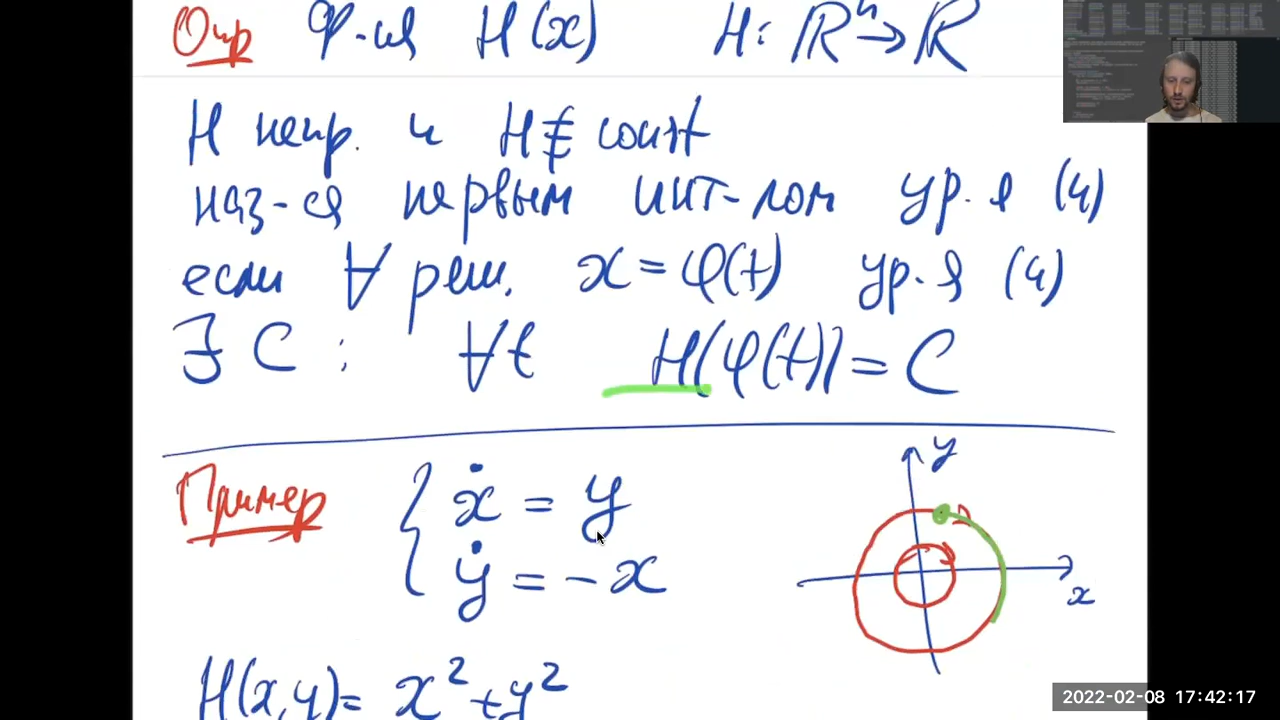 Опр Ф-ия H(x) H: ℝⁿ→ℝ
H непр. и H≢const
наз-ся первым инт-лом ур. я (4)
если ∀ реш. x = φ(t) ур. я (4)
∃ C : ∀t H(φ(t)) = C
Пример { ẋ = y
ẏ = -x
y
x
H(x,y)= x²+y²
2022-02-08 17:42:17